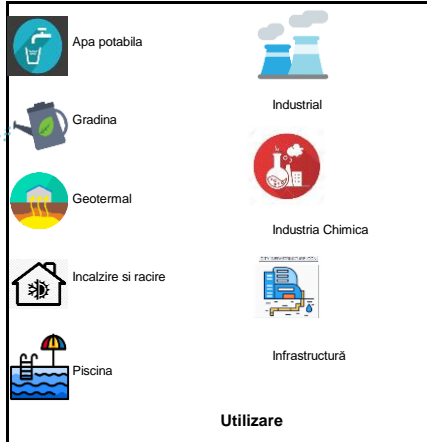 Apa potabila
Gradina
Geotermal
Incalzire si racire
Piscina
Industrial
Industria Chimica
Infrastructură
Utilizare